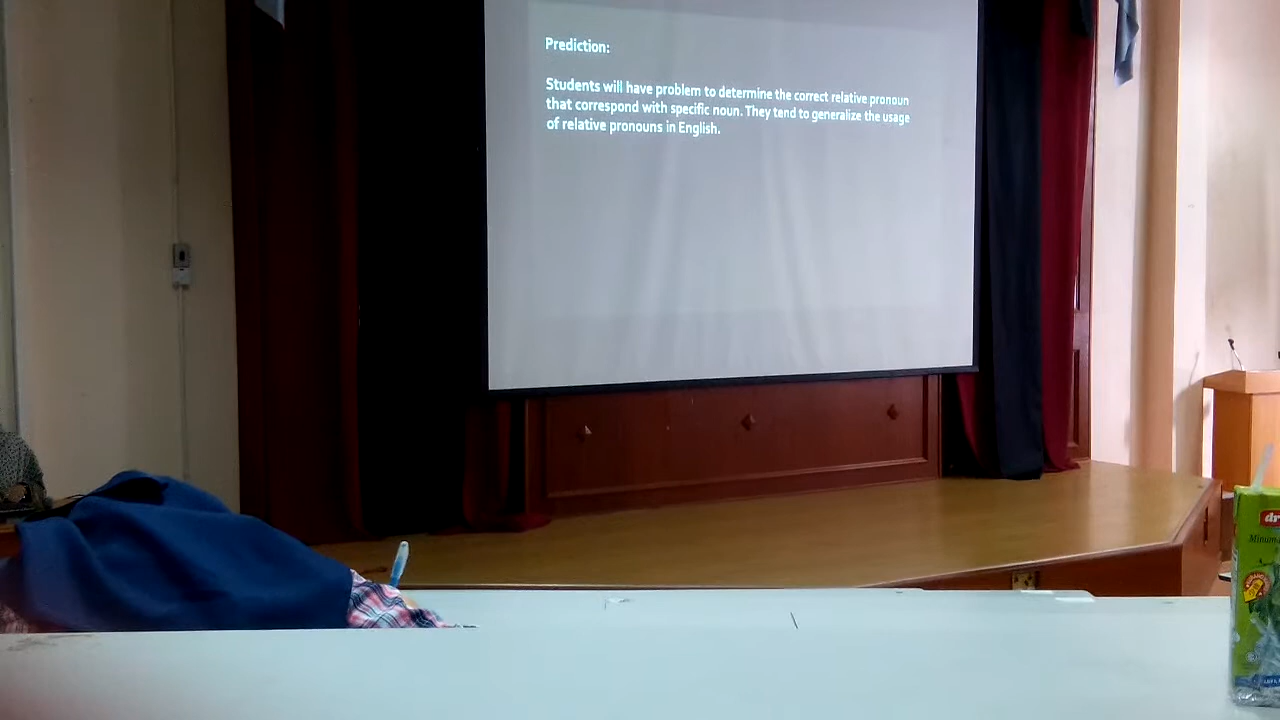 Prediction:
Students will have problem to determine the correct relative pronoun
that correspond with specific noun. They tend to generalize the usage
of relative pronouns in English.